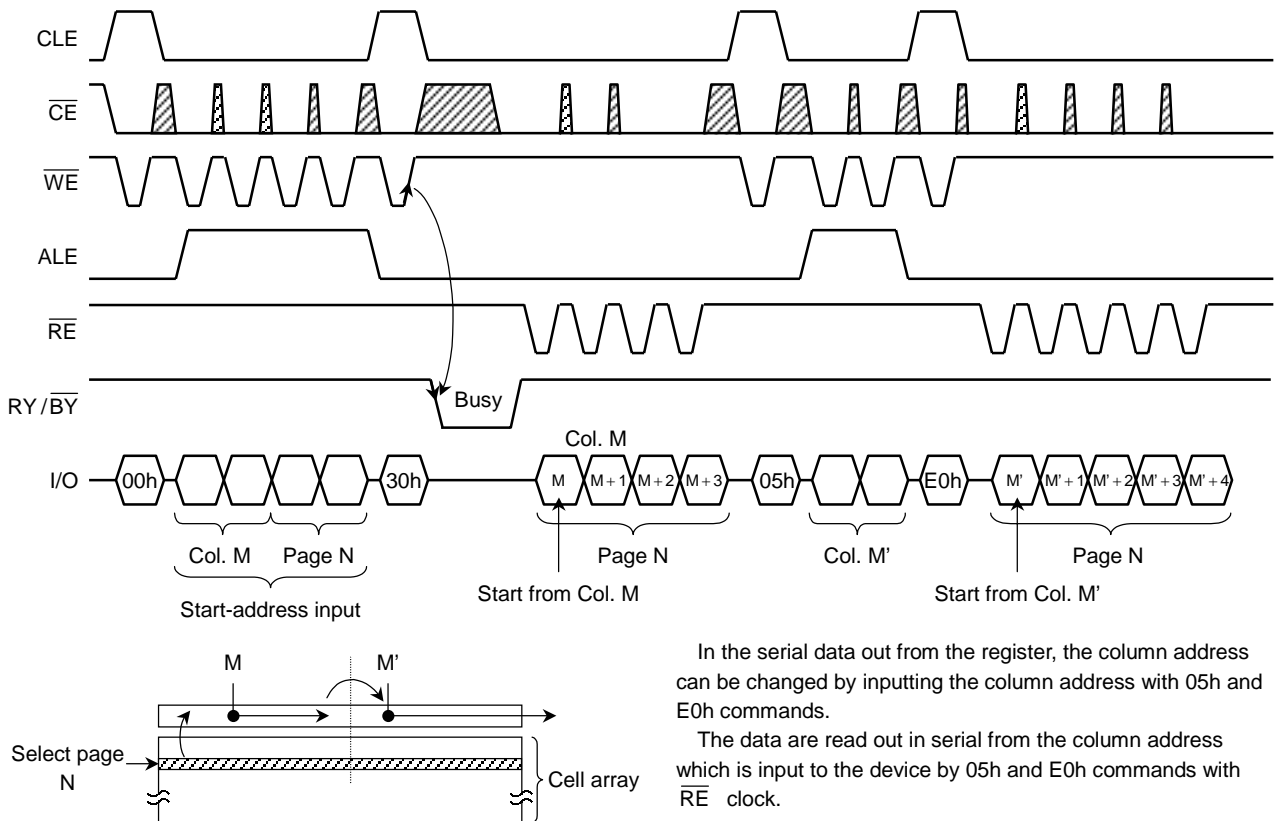 CLE
CE
WE
ALE
RE
RY/BY
Busy
Col. M
I/O
00h
30h
M
M + 1
M + 2
M + 3
05h
E0h
M'
M' + 1
M' + 2
M' + 3
M' + 4
Col. M
Page N
Page N
Col. M'
Page N
Start-address input
Start from Col. M
Start from Col. M'
M
M'
Select page
N
Cell array
In the serial data out from the register, the column address
can be changed by inputting the column address with 05h and
E0h commands.
The data are read out in serial from the column address
which is input to the device by 05h and E0h commands with
RE clock.